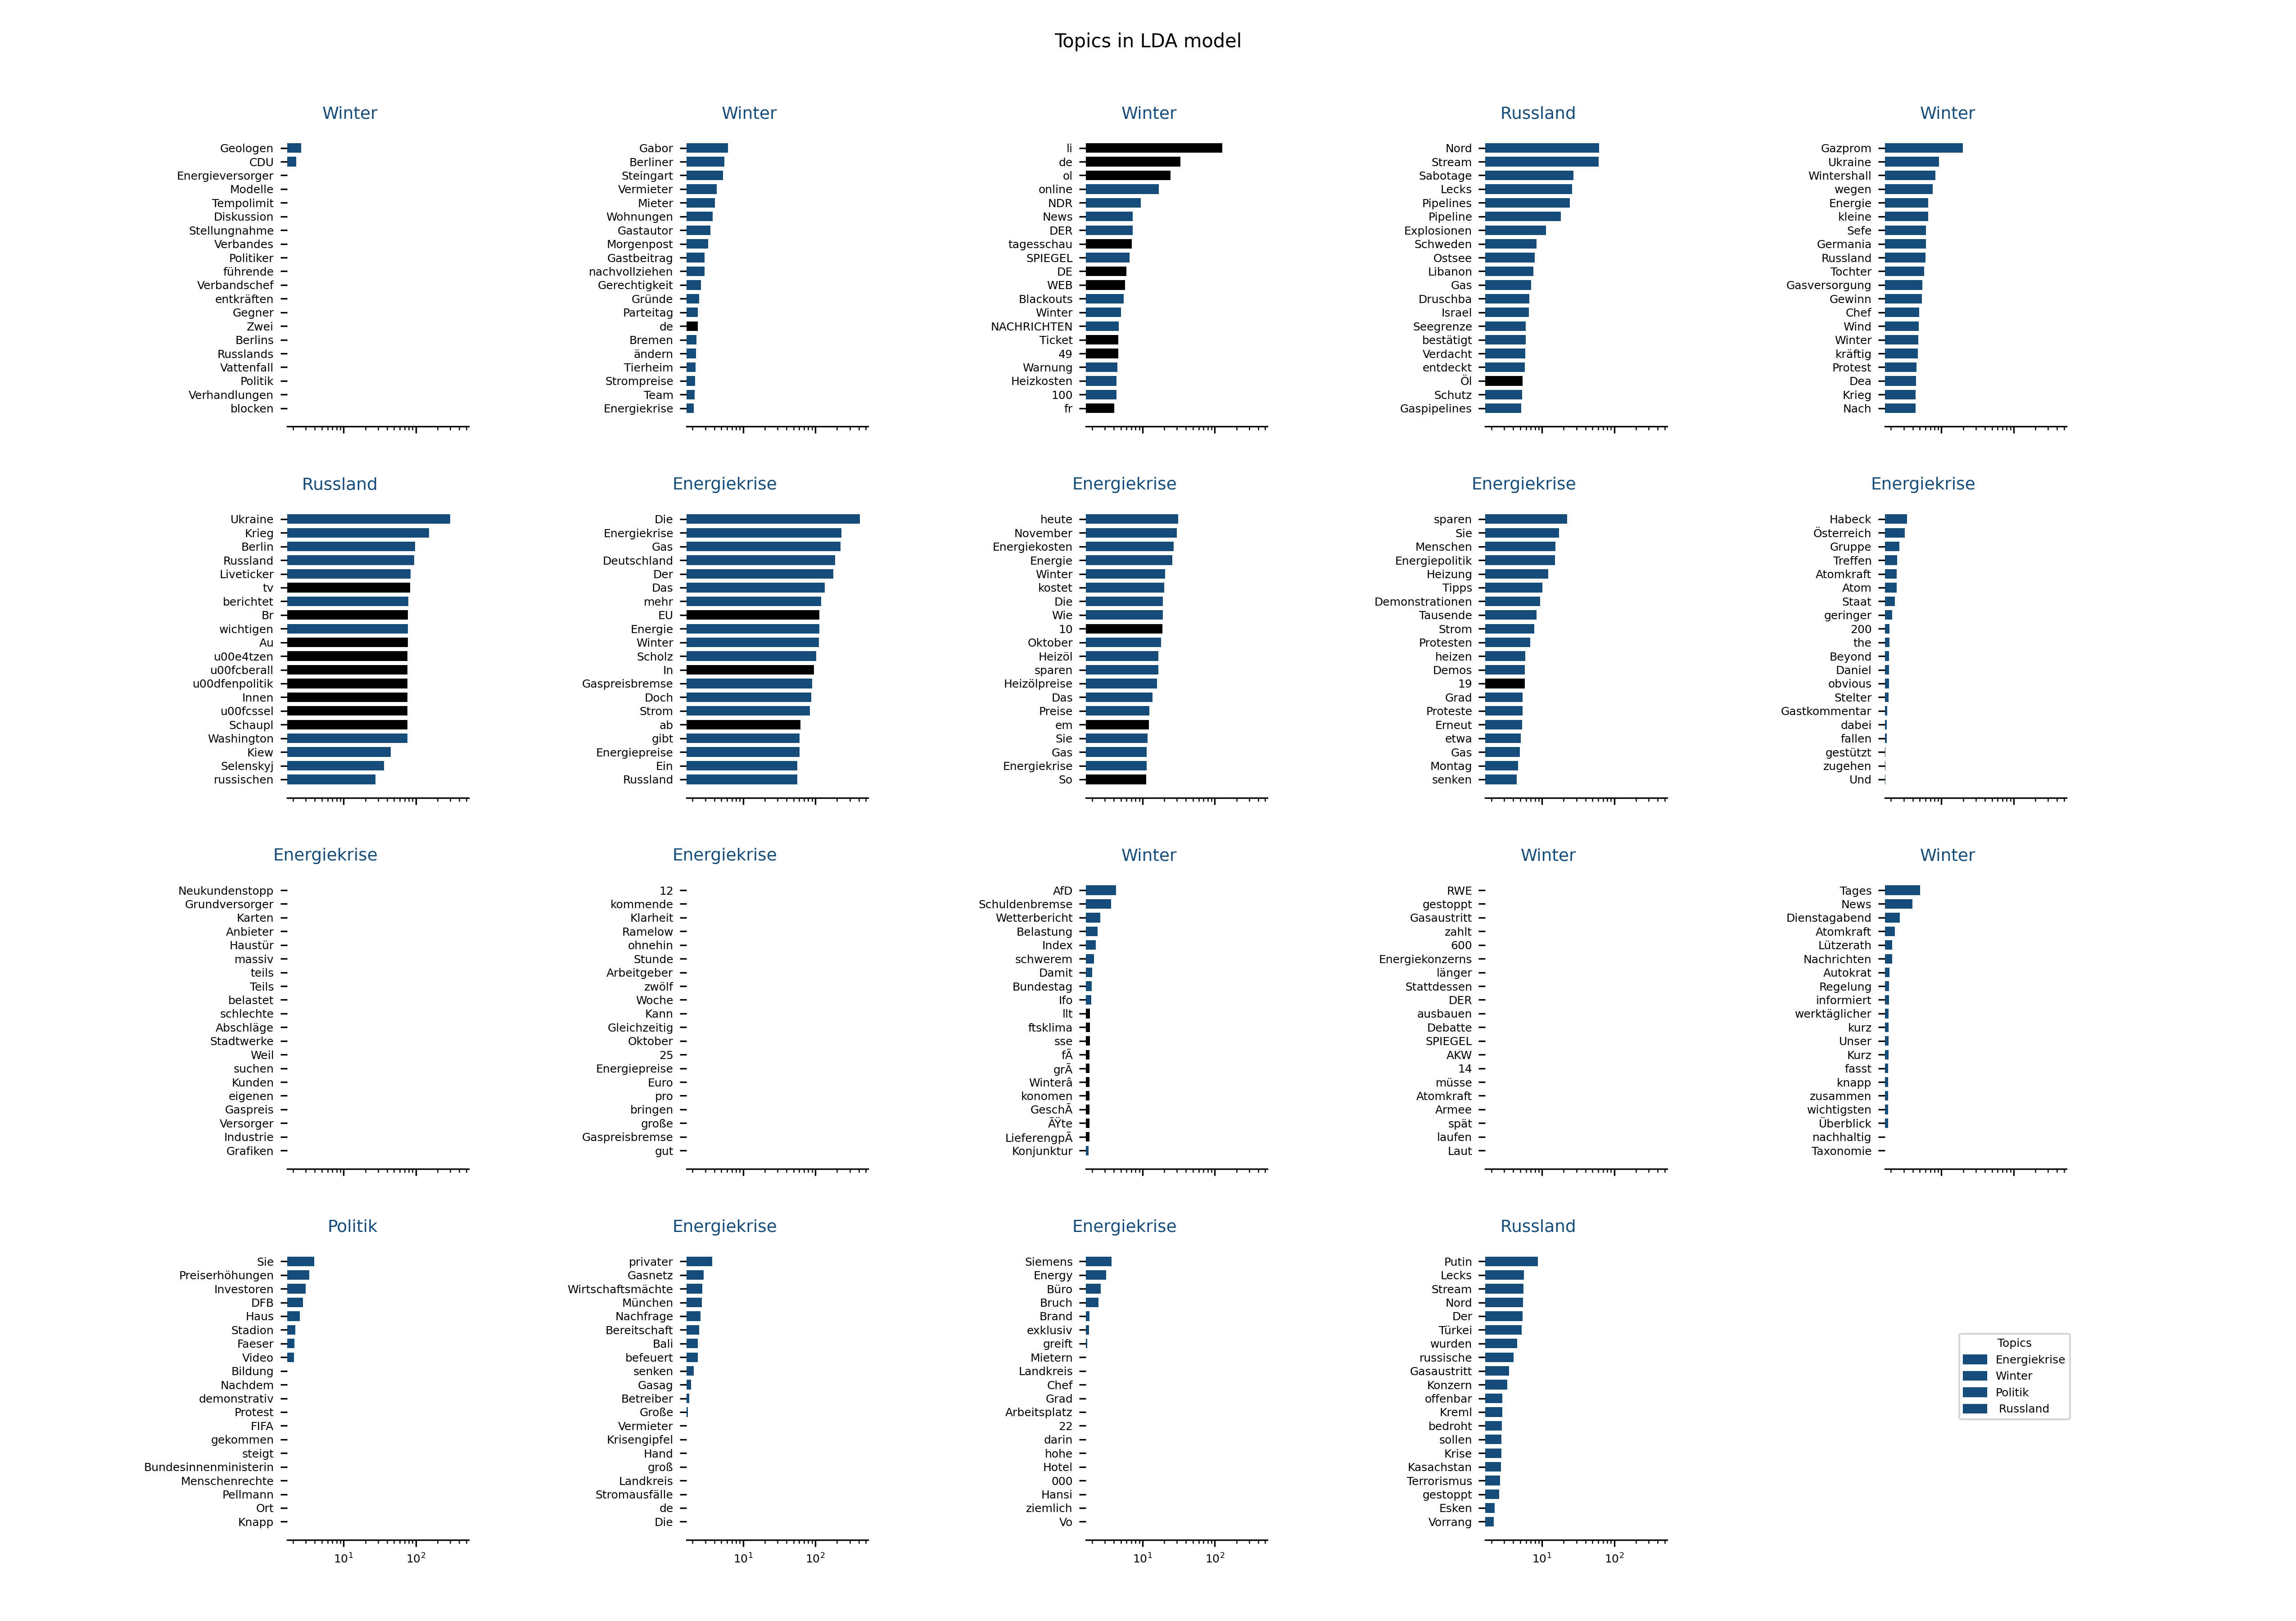 Topics in LDA model
Winter
Geologen
CDU
Energieversorger
Modelle
Tempolimit
Diskussion
Stellungnahme
Verbandes
Politiker
führende
Verbandschef
entkräften
Gegner
Zwei
Berlins
Russlands
Vattenfall
Politik
Verhandlungen
blocken
Winter
Gabor
Berliner
Steingart
Vermieter
Mieter
Wohnungen
Gastautor
Morgenpost
Gastbeitrag
nachvollziehen
Gerechtigkeit
Gründe
Parteitag
de
Bremen
ändern
Tierheim
Strompreise
Team
Energiekrise
Winter
li
de
ol
online
NDR
News
DER
tagesschau
SPIEGEL
DE
WEB
Blackouts
Winter
NACHRICHTEN
Ticket
49
Warnung
Heizkosten
100
fr
Russland
Nord
Stream
Sabotage
Lecks
Pipelines
Pipeline
Explosionen
Schweden
Ostsee
Libanon
Gas
Druschba
Israel
Seegrenze
bestätigt
Verdacht
entdeckt
Öl
Schutz
Gaspipelines
Winter
Gazprom
Ukraine
Wintershall
wegen
Energie
kleine
Sefe
Germania
Russland
Tochter
Gasversorgung
Gewinn
Chef
Wind
Winter
kräftig
Protest
Dea
Krieg
Nach
Russland
Ukraine
Krieg
Berlin
Russland
Liveticker
tv
berichtet
Br
wichtigen
Au
u00e4tzen
u00fcberall
u00dfenpolitik
Innen
u00fcssel
Schaupl
Washington
Kiew
Selenskyj
russischen
Energiekrise
Die
Energiekrise
Gas
Deutschland
Der
Das
mehr
EU
Energie
Winter
Scholz
In
Gaspreisbremse
Doch
Strom
ab
gibt
Energiepreise
Ein
Russland
Energiekrise
heute
November
Energiekosten
Energie
Winter
kostet
Die
Wie
10
Oktober
Heizöl
sparen
Heizölpreise
Das
Preise
em
Sie
Gas
Energiekrise
So
Energiekrise
sparen
Sie
Menschen
Energiepolitik
Heizung
Tipps
Demonstrationen
Tausende
Strom
Protesten
heizen
Demos
19
Grad
Proteste
Erneut
etwa
Gas
Montag
senken
Energiekrise
Habeck
Österreich
Gruppe
Treffen
Atomkraft
Atom
Staat
geringer
200
the
Beyond
Daniel
obvious
Stelter
Gastkommentar
dabei
fallen
gestützt
zugehen
Und
Energiekrise
Neukundenstopp
Grundversorger
Karten
Anbieter
Haustür
massiv
teils
Teils
belastet
schlechte
Abschläge
Stadtwerke
Weil
suchen
Kunden
eigenen
Gaspreis
Versorger
Industrie
Grafiken
Energiekrise
12
kommende
Klarheit
Ramelow
ohnehin
Stunde
Arbeitgeber
zwölf
Woche
Kann
Gleichzeitig
Oktober
25
Energiepreise
Euro
pro
bringen
große
Gaspreisbremse
gut
Winter
AfD
Schuldenbremse
Wetterbericht
Belastung
Index
schwerem
Damit
Bundestag
Ifo
llt
ftsklima
sse
fÃ
grÃ
Winterâ
konomen
GeschÃ
ÃŸte
LieferengpÃ
Konjunktur
Winter
RWE
gestoppt
Gasaustritt
zahlt
600
Energiekonzerns
länger
Stattdessen
DER
ausbauen
Debatte
SPIEGEL
AKW
14
müsse
Atomkraft
Armee
spät
laufen
Laut
Winter
Tages
News
Dienstagabend
Atomkraft
Lützerath
Nachrichten
Autokrat
Regelung
informiert
werktäglicher
kurz
Unser
Kurz
fasst
knapp
zusammen
wichtigsten
Überblick
nachhaltig
Taxonomie
Politik
Sie
Preiserhöhungen
Investoren
DFB
Haus
Stadion
Faeser
Video
Bildung
Nachdem
demonstrativ
Protest
FIFA
gekommen
steigt
Bundesinnenministerin
Menschenrechte
Pellmann
Ort
Knapp
10¹ 10²
Energiekrise
privater
Gasnetz
Wirtschaftsmächte
München
Nachfrage
Bereitschaft
Bali
befeuert
senken
Gasag
Betreiber
Große
Vermieter
Krisengipfel
Hand
groß
Landkreis
Stromausfälle
de
Die
10¹ 10²
Energiekrise
Siemens
Energy
Büro
Bruch
Brand
exklusiv
greift
Mietern
Landkreis
Chef
Grad
Arbeitsplatz
22
darin
hohe
Hotel
000
Hansi
ziemlich
Vo
10¹ 10²
Russland
Putin
Lecks
Stream
Nord
Der
Türkei
wurden
russische
Gasaustritt
Konzern
offenbar
Kreml
bedroht
sollen
Krise
Kasachstan
Terrorismus
gestoppt
Esken
Vorrang
10¹ 10²
Topics
Energiekrise
Winter
Politik
Russland